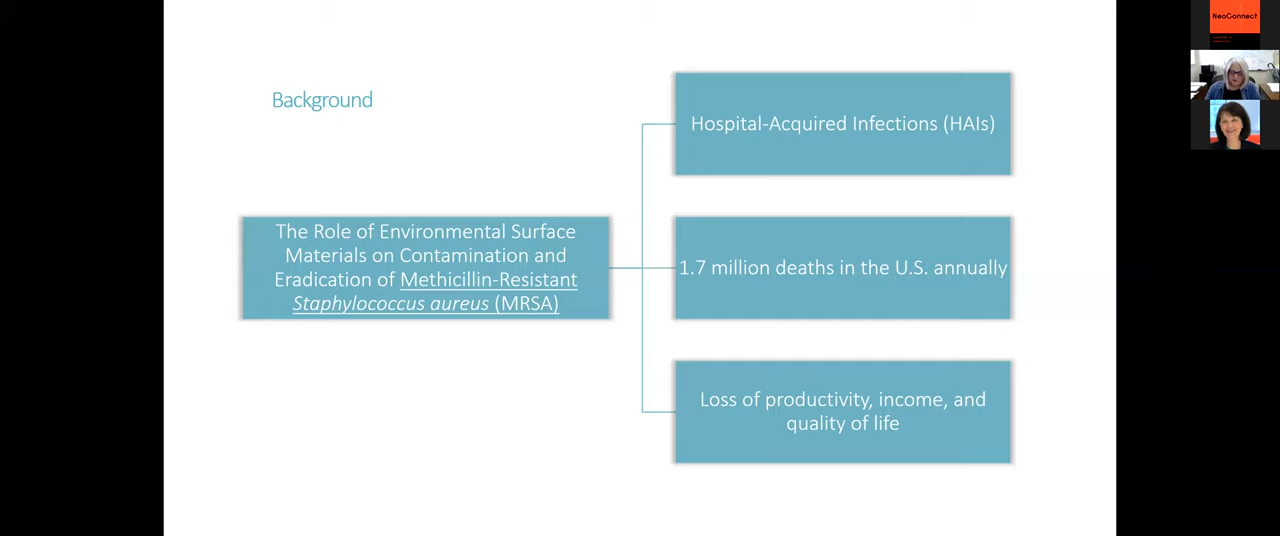 Background
The Role of Environmental Surface
Materials on Contamination and
Eradication of Methicillin-Resistant
Staphylococcus aureus (MRSA)
Hospital-Acquired Infections (HAIs)
1.7 million deaths in the U.S. annually
Loss of productivity, income, and
quality of life
NeoConnect